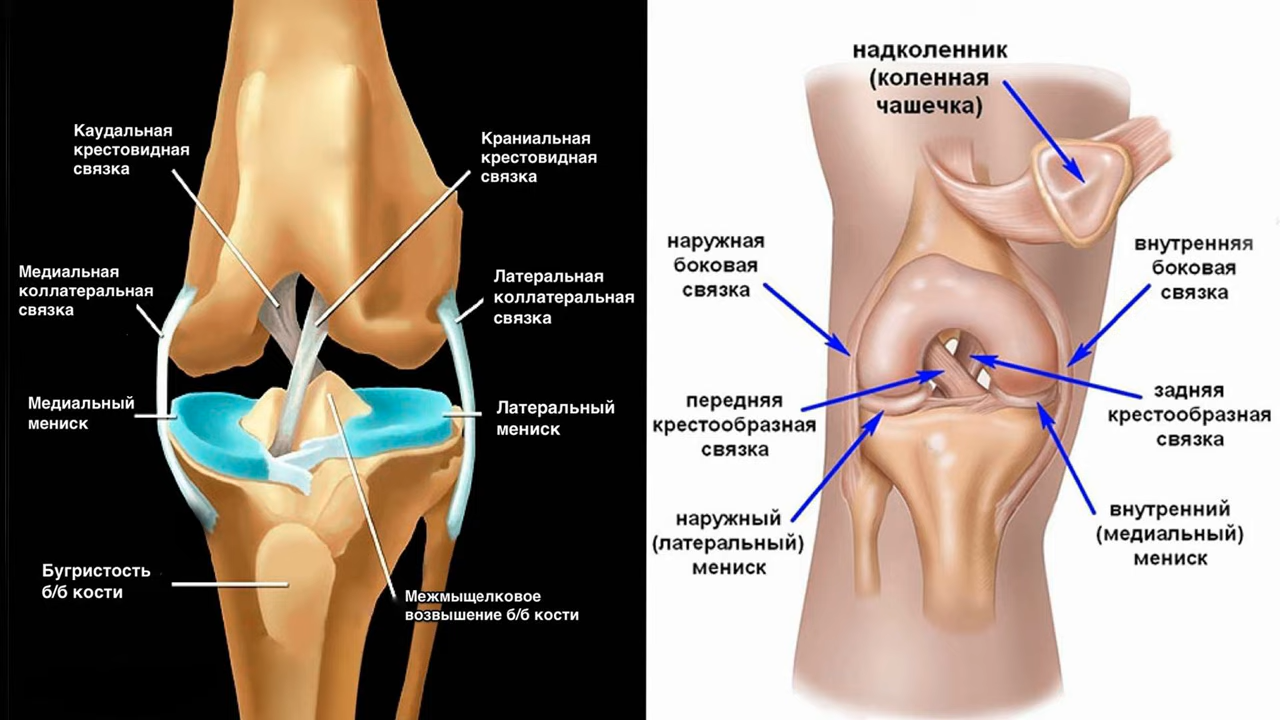 Каудальная
крестовидная
связка
Краниальная
крестовидная
связка
Медиальная
коллатеральная
связка
Латеральная
коллатеральная
связка
Медиальный
мениск
Латеральный
мениск
Бугристость
б/б кости
Межмыщелковое
возвышение б/б кости
надколенник
(коленная
чашечка)
наружная
боковая
связка
внутренняя
боковая
связка
передняя
крестообразная
связка
задняя
крестообразная
связка
наружный
(латеральный)
мениск
внутренний
(медиальный)
мениск